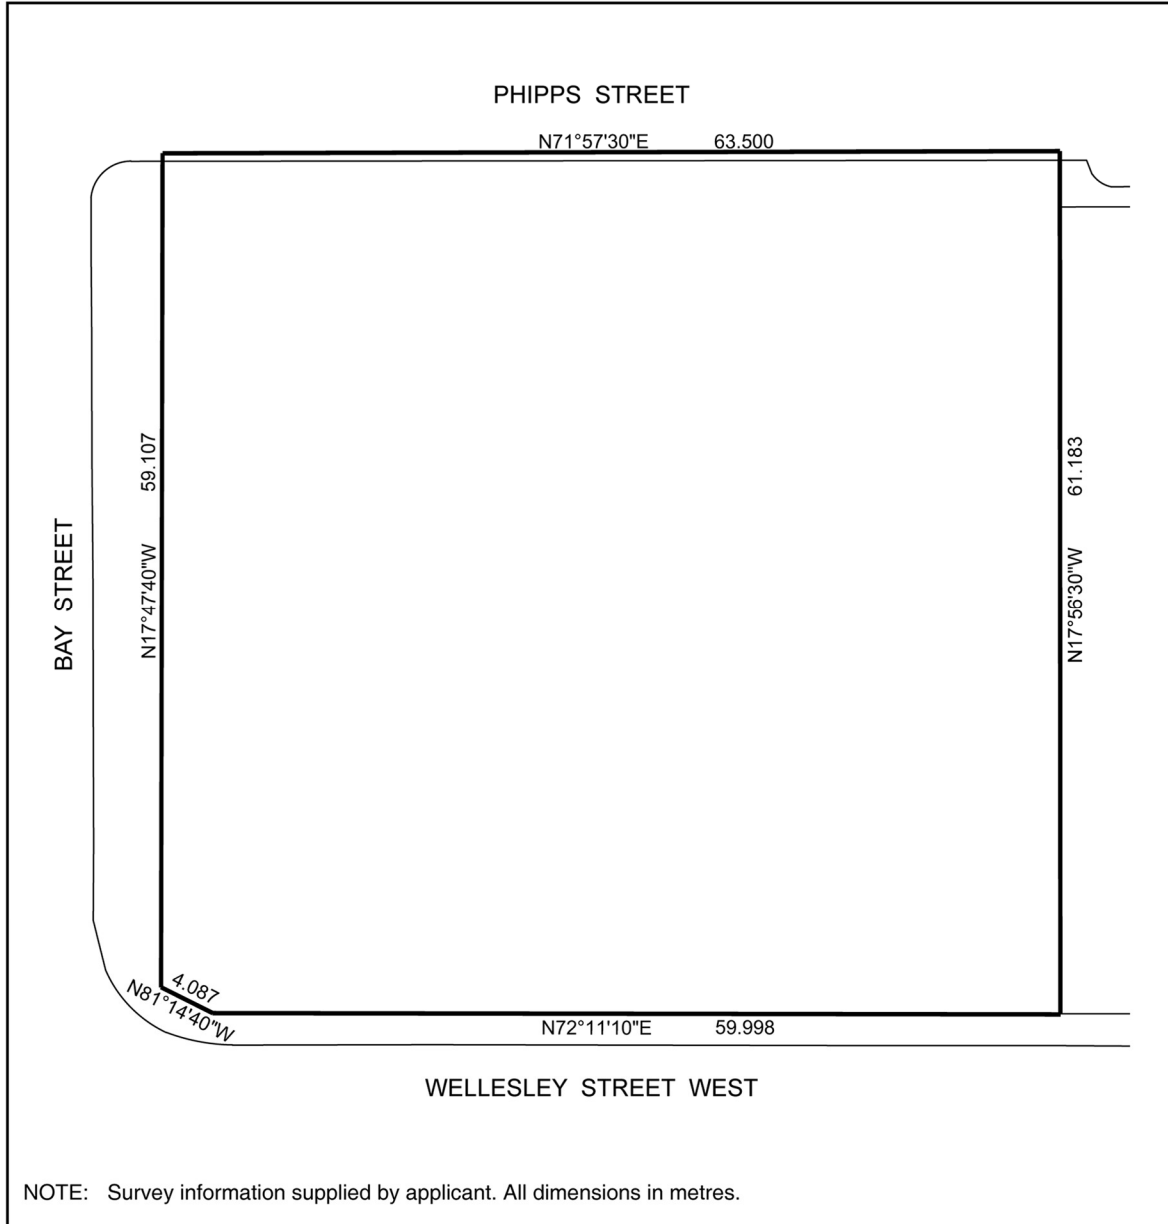 PHIPPS STREET
N71°57'30"E 63.500
59.107
N17°47'40"W
BAY STREET
61.183
N17°56'30"W
4.087
N81°14'40"W
N72°11'10"E 59.998
WELLESLEY STREET WEST
NOTE: Survey information supplied by applicant. All dimensions in metres.